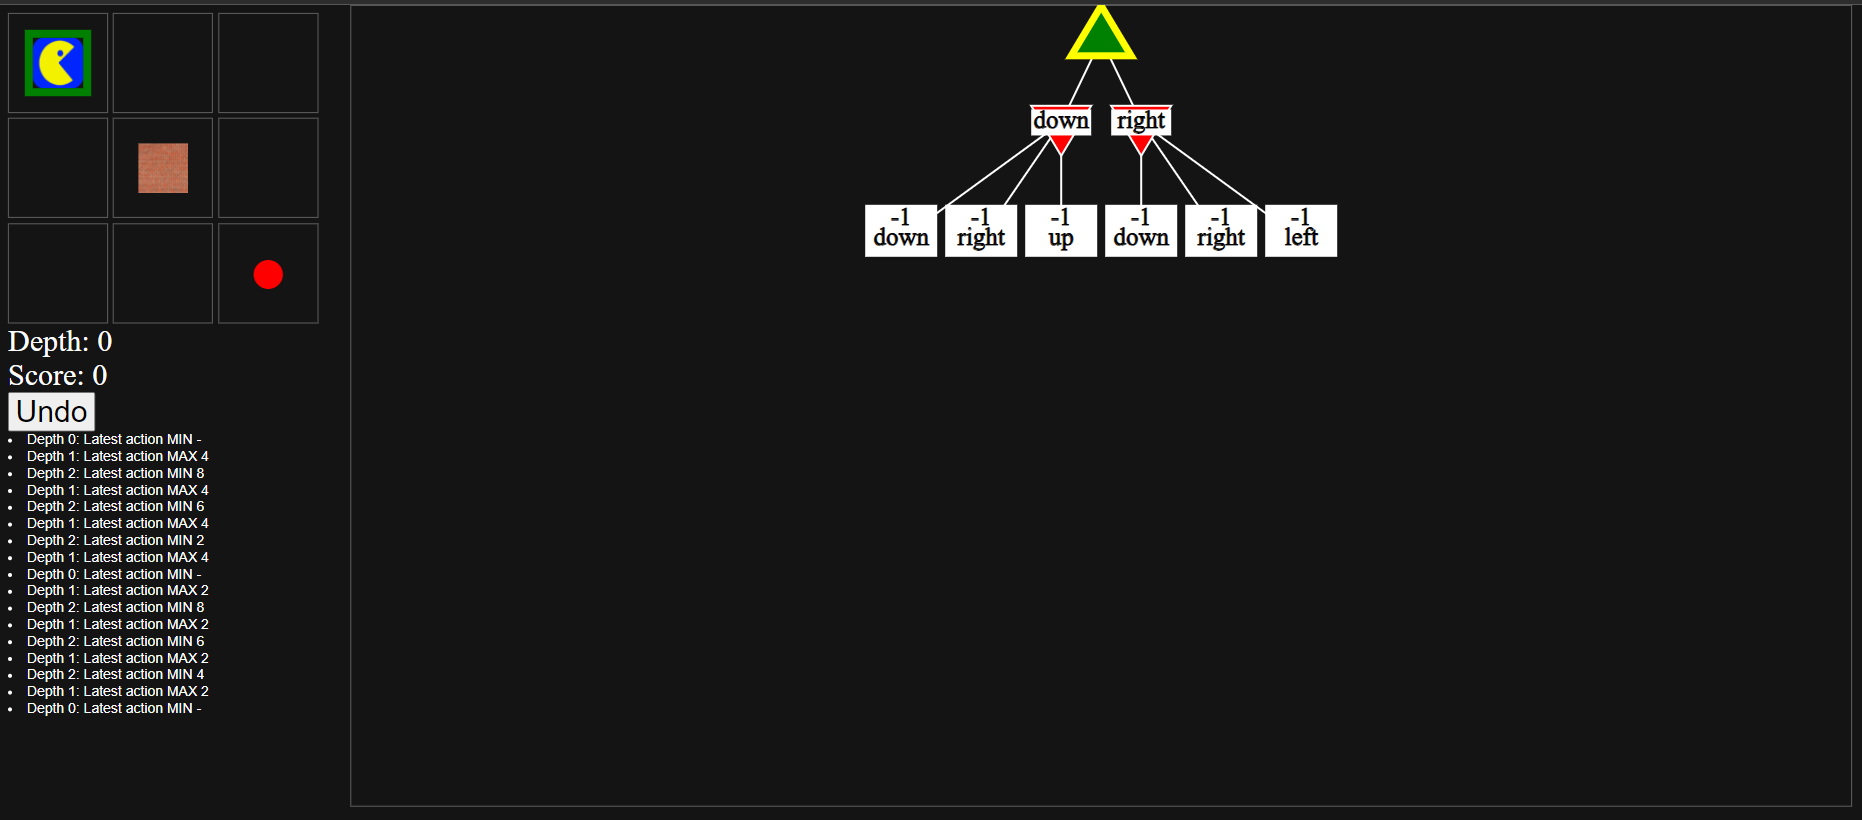 Depth: 0
Score: 0
Undo
Depth 0: Latest action MIN -
Depth 1: Latest action MAX 4
Depth 2: Latest action MIN 8
Depth 1: Latest action MAX 4
Depth 2: Latest action MIN 6
Depth 1: Latest action MAX 4
Depth 2: Latest action MIN 2
Depth 1: Latest action MAX 4
Depth 0: Latest action MIN -
Depth 1: Latest action MAX 2
Depth 2: Latest action MIN 8
Depth 1: Latest action MAX 2
Depth 2: Latest action MIN 6
Depth 1: Latest action MAX 2
Depth 2: Latest action MIN 4
Depth 1: Latest action MAX 2
Depth 0: Latest action MIN -
down right
-1 -1 -1 -1 -1 -1
down right up down right left